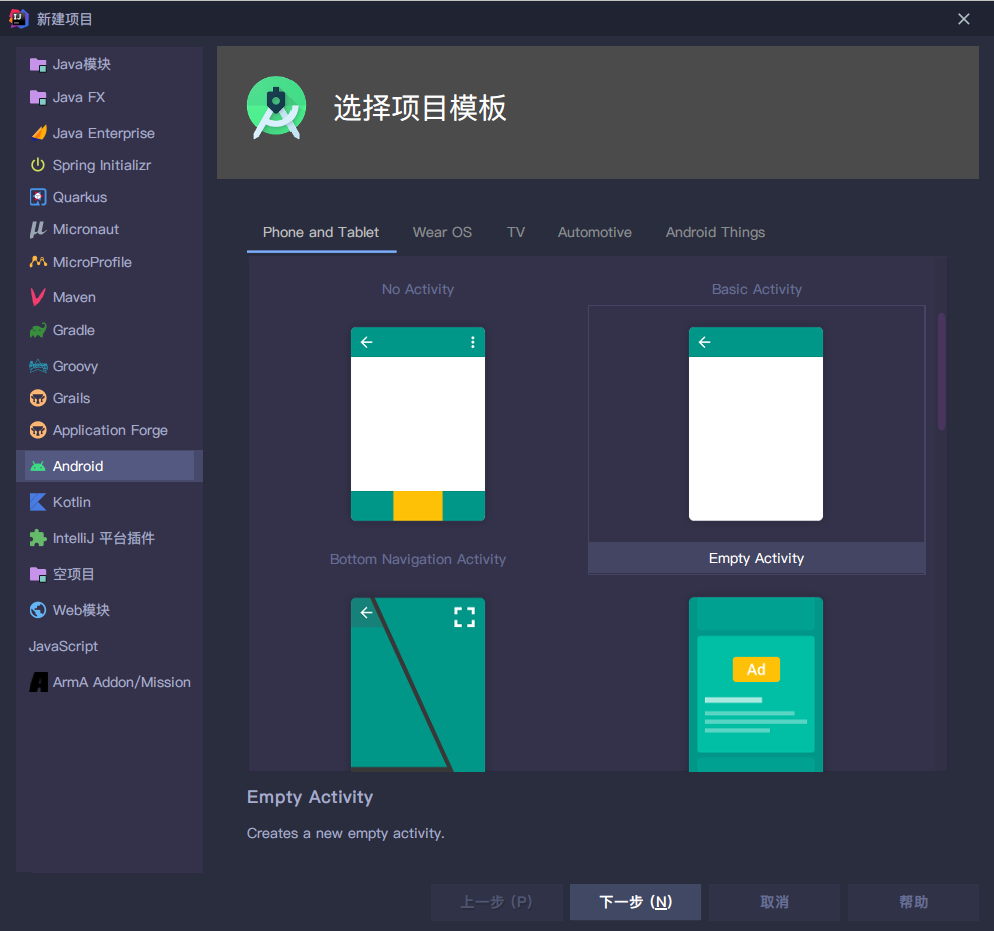 新建项目
Java模块
Java FX
Java Enterprise
Spring Initializr
Quarkus
Micronaut
MicroProfile
Maven
Gradle
Groovy
Grails
Application Forge
Android
Kotlin
IntelliJ 平台插件
空项目
Web模块
JavaScript
ArmA Addon/Mission
选择项目模板
Phone and Tablet
Wear OS
TV
Automotive
Android Things
No Activity
Basic Activity
Bottom Navigation Activity
Empty Activity
Ad
Empty Activity
Creates a new empty activity.
上一步 (P)
下一步 (N)
取消
帮助